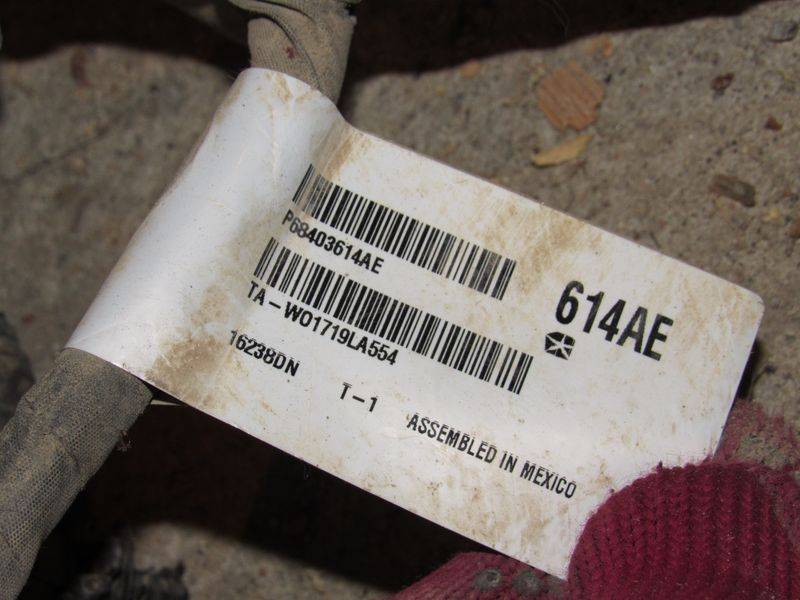 P68403614AE
614AE
TA-W01719LA554
16238DN
T-1
ASSEMBLED IN MEXICO